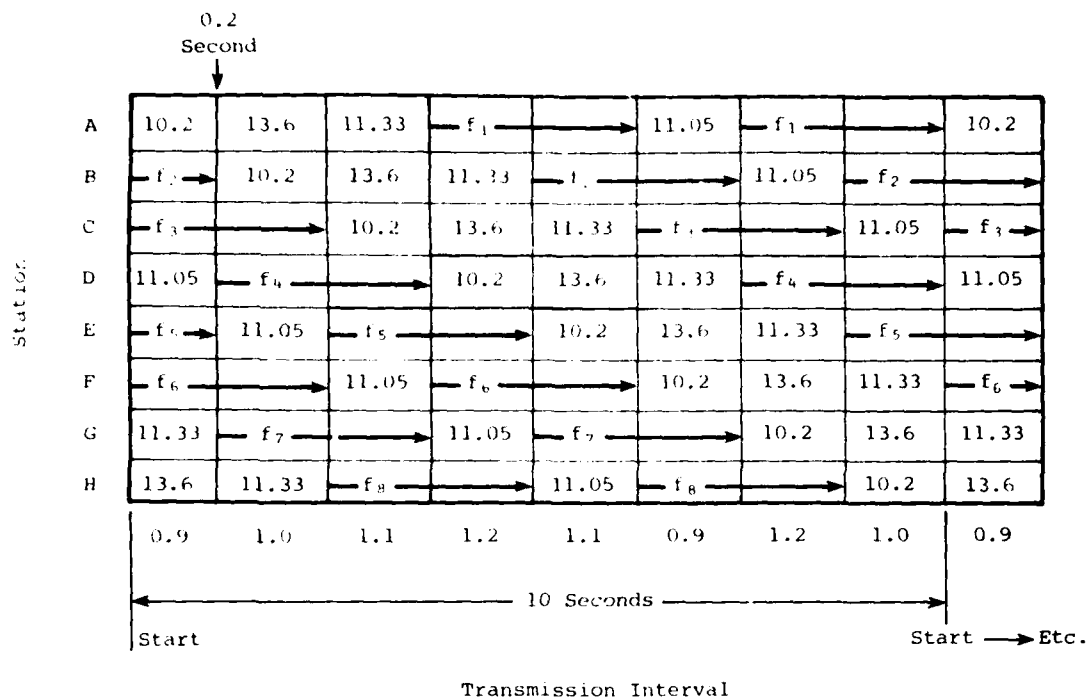 0.2
Second
A 10.2 13.6 11.33 f1 11.05 f1 10.2
B f2 10.2 13.6 11.33 11.05 f2
C f3 10.2 13.6 11.33 11.05 f3
D 11.05 f4 10.2 13.6 11.33 f4 11.05
E f5 11.05 f5 10.2 13.6 11.33 f5
F f6 11.05 f6 10.2 13.6 11.33 f6
G 11.33 f7 11.05 f7 10.2 13.6 11.33
H 13.6 11.33 f8 11.05 f8 10.2 13.6
Station
0.9 1.0 1.1 1.2 1.1 0.9 1.2 1.0 0.9
10 Seconds
Start Start Etc.
Transmission Interval